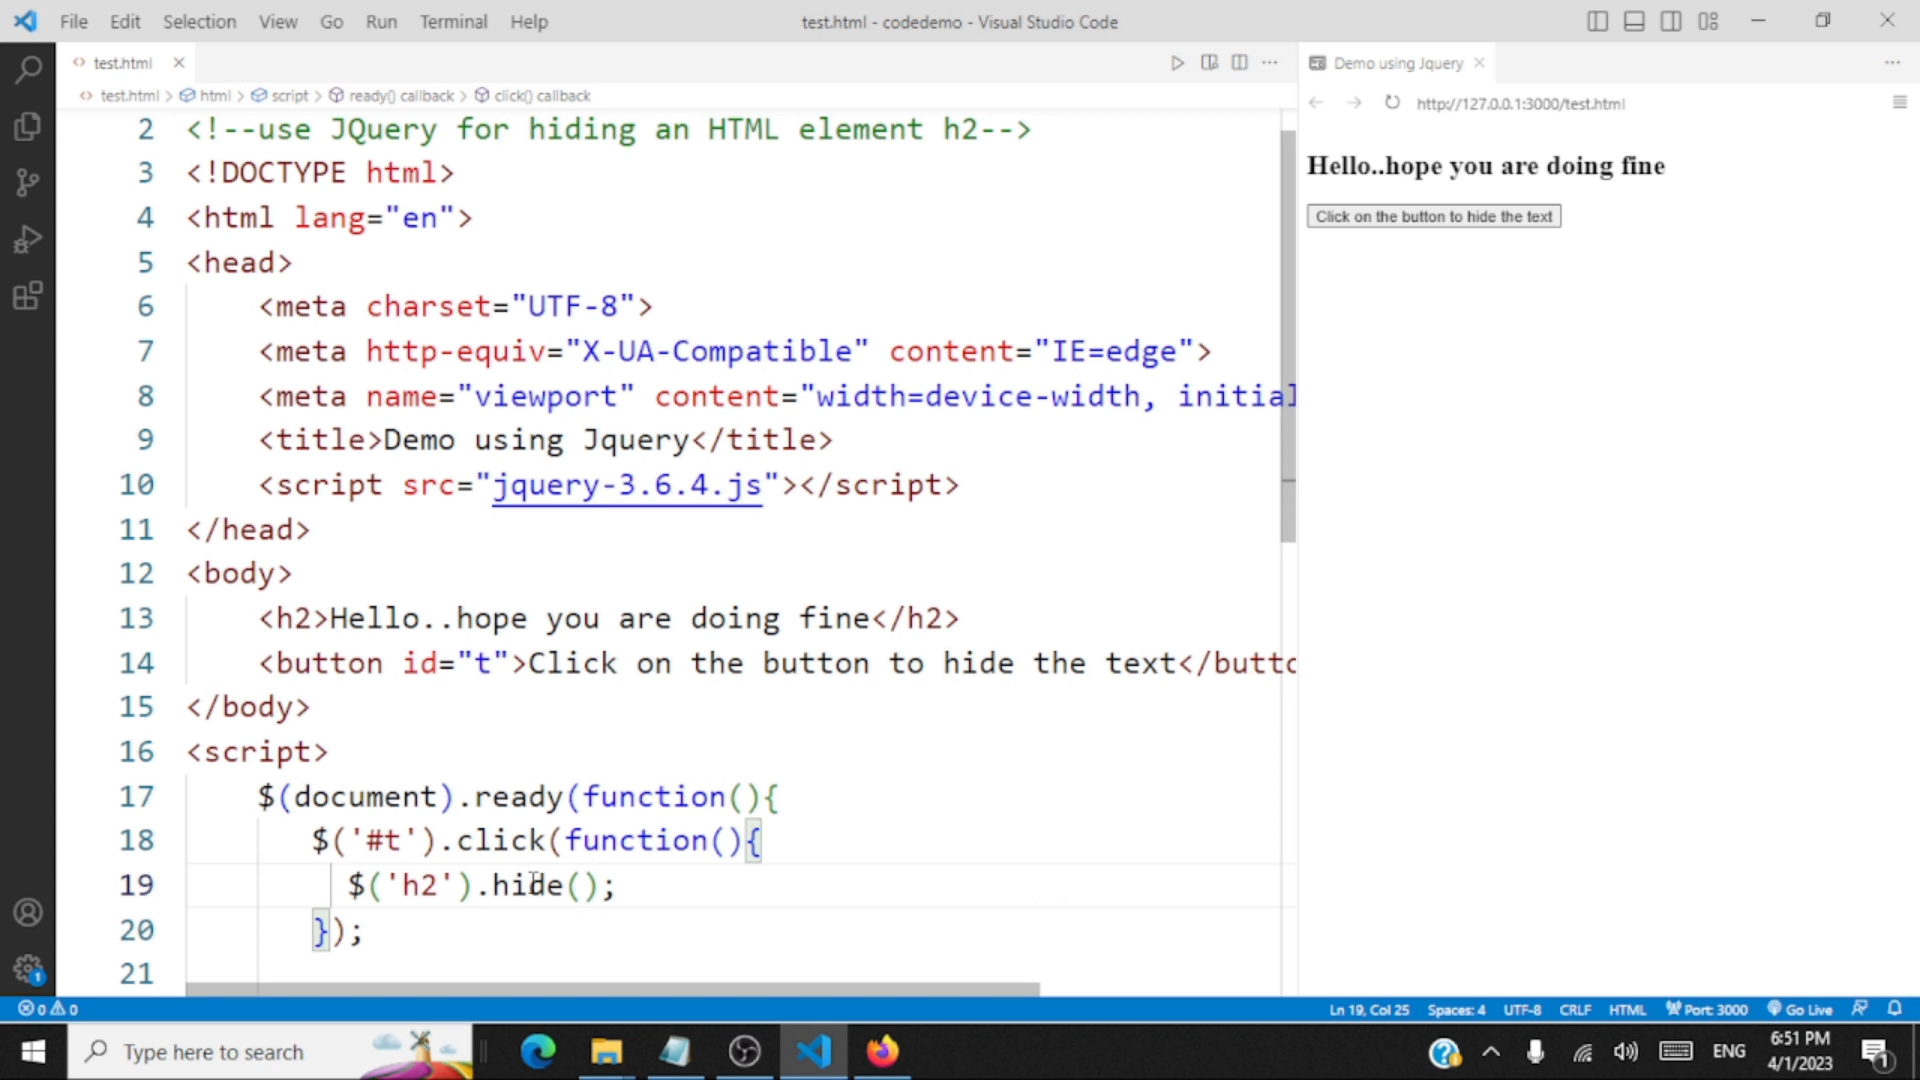 File Edit Selection View Go Run Terminal Help
test.html - codedemo - Visual Studio Code
<> test.html ×
<> test.html > html > script > ready() callback > click() callback
2 <!--use JQuery for hiding an HTML element h2-->
3 <!DOCTYPE html>
4 <html lang="en">
5 <head>
6 <meta charset="UTF-8">
7 <meta http-equiv="X-UA-Compatible" content="IE=edge">
8 <meta name="viewport" content="width=device-width, initial
9 <title>Demo using Jquery</title>
10 <script src="jquery-3.6.4.js"></script>
11 </head>
12 <body>
13 <h2>Hello..hope you are doing fine</h2>
14 <button id="t">Click on the button to hide the text</butto
15 </body>
16 <script>
17 $(document).ready(function(){
18 $('#t').click(function(){
19 $('h2').hide();
20 });
21
Demo using Jquery ×
http://127.0.0.1:3000/test.html
Hello..hope you are doing fine
Click on the button to hide the text
1
0 0
Ln 19, Col 25 Spaces: 4 UTF-8 CRLF HTML Port: 3000 Go Live
Type here to search
ENG
6:51 PM
4/1/2023
1